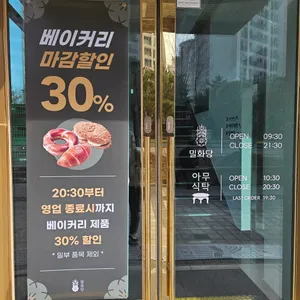 베이커리
마감할인
30%
20:30부터
영업 종료시까지
베이커리 제품
30% 할인
* 일부 품목 제외 *
밀화당
OPEN 09:30
CLOSE 21:30
아무
식탁
OPEN 10:30
CLOSE 20:30
LAST ORDER 19:30